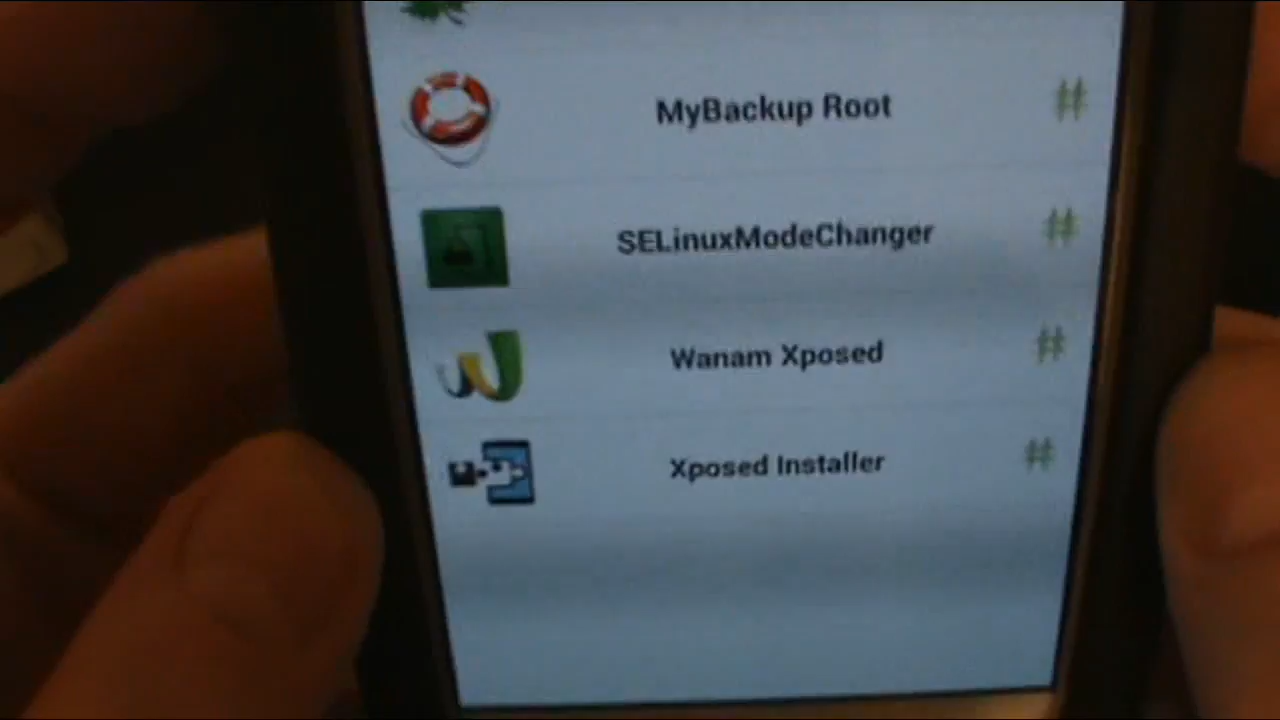 MyBackup Root #
SELinuxModeChanger #
Wanam Xposed #
Xposed Installer #